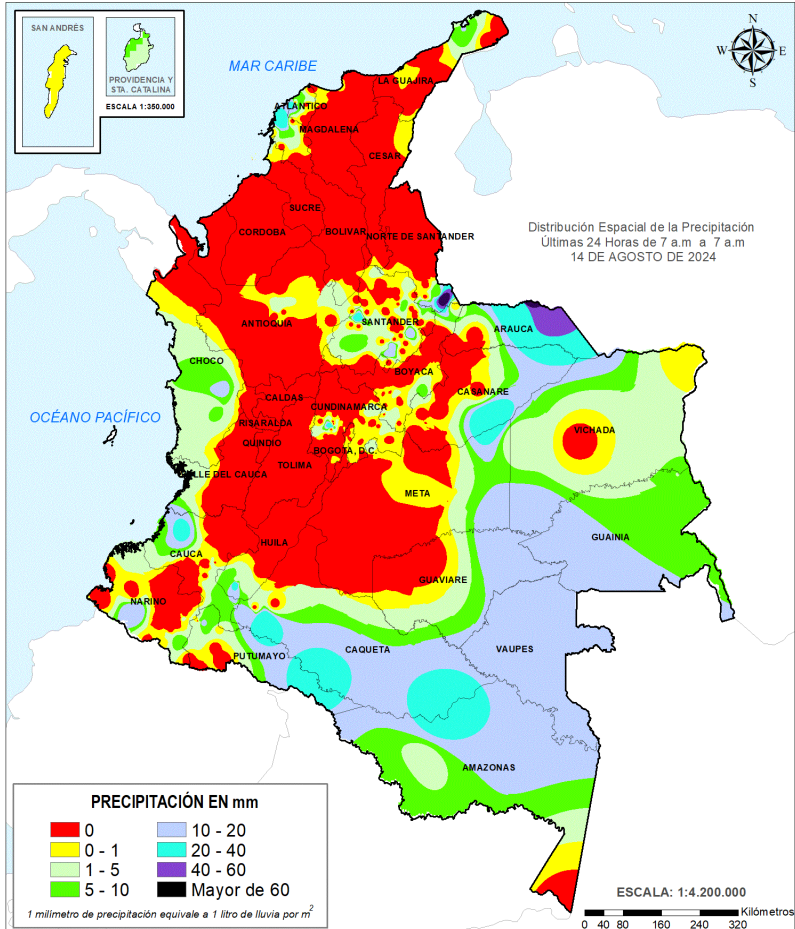 SAN ANDRÉS
PROVIDENCIA Y
STA. CATALINA
ESCALA 1:350.000
MAR CARIBE
N
W
E
S
LA GUAJIRA
ATLANTICO
MAGDALENA
CESAR
SUCRE
CORDOBA
BOLIVAR
NORTE DE SANTANDER
Distribución Espacial de la Precipitación
Últimas 24 Horas de 7 a.m a 7 a.m
14 DE AGOSTO DE 2024
ANTIOQUIA
SANTANDER
ARAUCA
CHOCO
BOYACA
CASANARE
CALDAS
CUNDINAMARCA
OCÉANO PACÍFICO
RISARALDA
VICHADA
QUINDIO
BOGOTA, D.C.
TOLIMA
VALLE DEL CAUCA
META
GUAINIA
CAUCA
HUILA
GUAVIARE
NARIÑO
PUTUMAYO
CAQUETA
VAUPES
AMAZONAS
PRECIPITACIÓN EN mm
0
10 - 20
0 - 1
20 - 40
1 - 5
40 - 60
5 - 10
Mayor de 60
1 milímetro de precipitación equivale a 1 litro de lluvia por m2
ESCALA: 1:4.200.000
Kilómetros
0 40 80 160 240 320